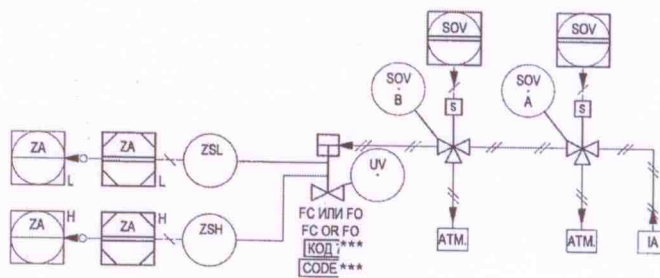 SOV
SOV
SOV
B
SOV
A
S
S
ZA
L
ZA
L
ZSL
UV
ZA
H
ZA
H
ZSH
FC ИЛИ FO
FC OR FO
КОД ***
CODE ***
ATM.
ATM.
IA